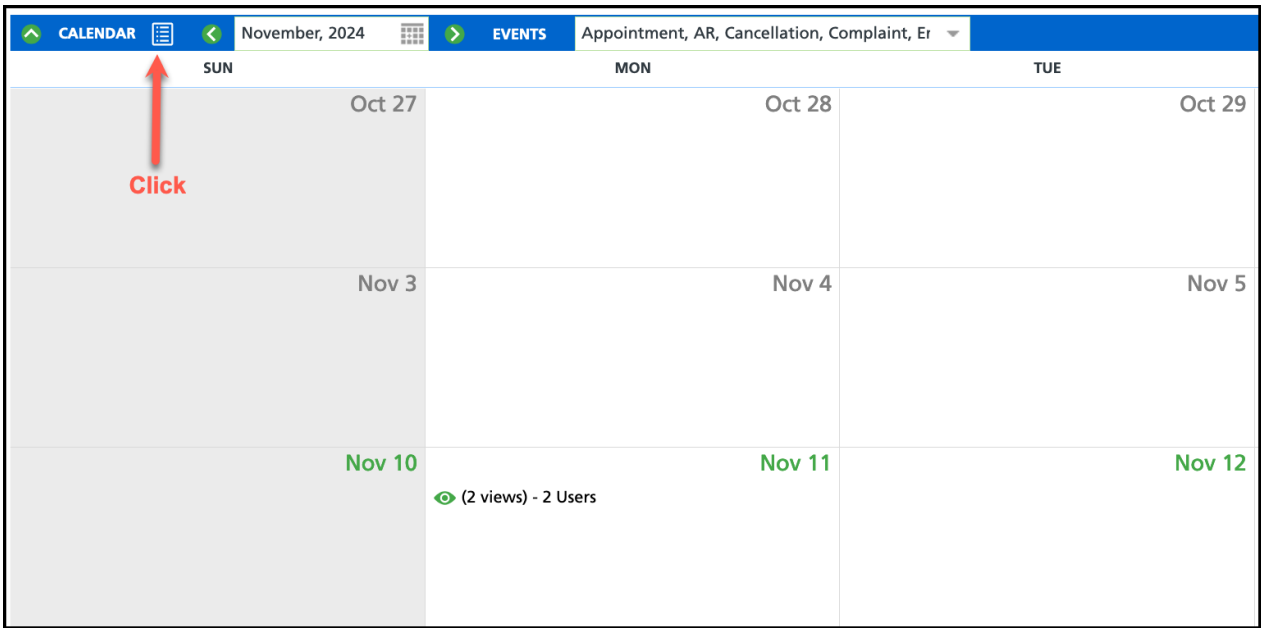 CALENDAR November, 2024 EVENTS Appointment, AR, Cancellation, Complaint, Er
SUN MON TUE
Click
Oct 27 Oct 28 Oct 29
Nov 3 Nov 4 Nov 5
Nov 10 Nov 11 Nov 12
(2 views) - 2 Users